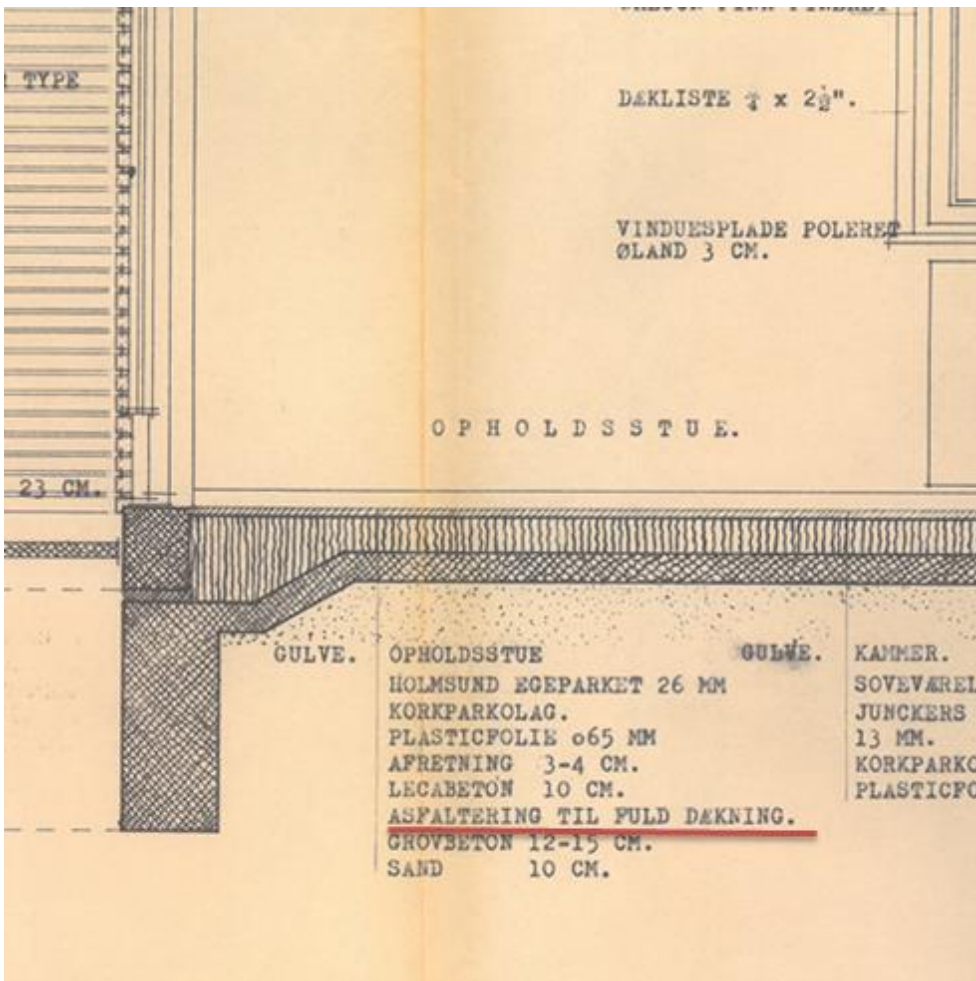 TYPE
DÆKLISTE ¾ x 2½".
VINDUESPLADE POLERET
ØLAND 3 CM.
OPHOLDSSTUE.
23 CM.
GULVE.
OPHOLDSSTUE
HOLMSUND EGEPARKET 26 MM
KORKPARKOLAG.
PLASTICFOLIE o65 MM
AFRETNING 3-4 CM.
LECABETON 10 CM.
ASFALTERING TIL FULD DÆKNING.
GROVBETON 12-15 CM.
SAND 10 CM.
GULVE.
KAMMER.
SOVEVÆREL
JUNCKERS
13 MM.
KORKPARKO
PLASTICFO